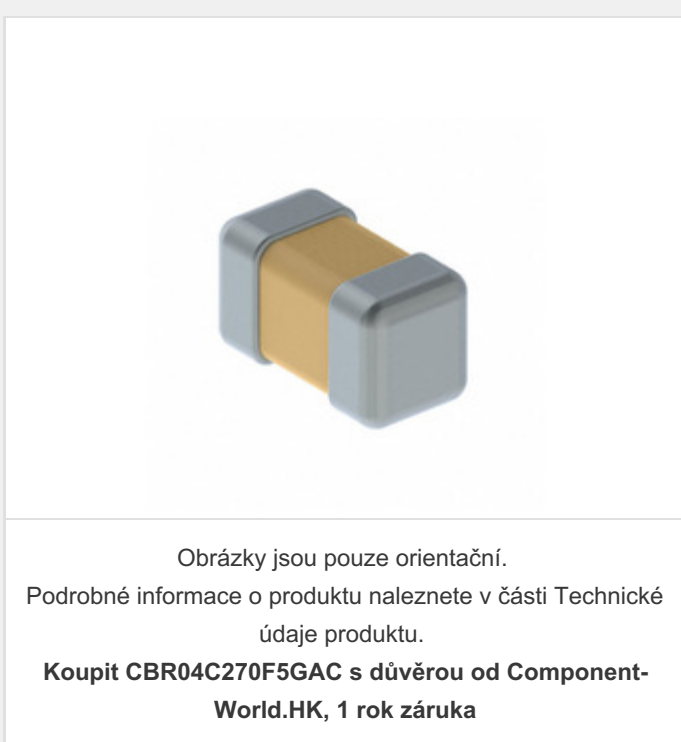 Obrázky jsou pouze orientační.
Podrobné informace o produktu naleznete v části Technické
údaje produktu.
Koupit CBR04C270F5GAC s důvěrou od Component-
World.HK, 1 rok záruka